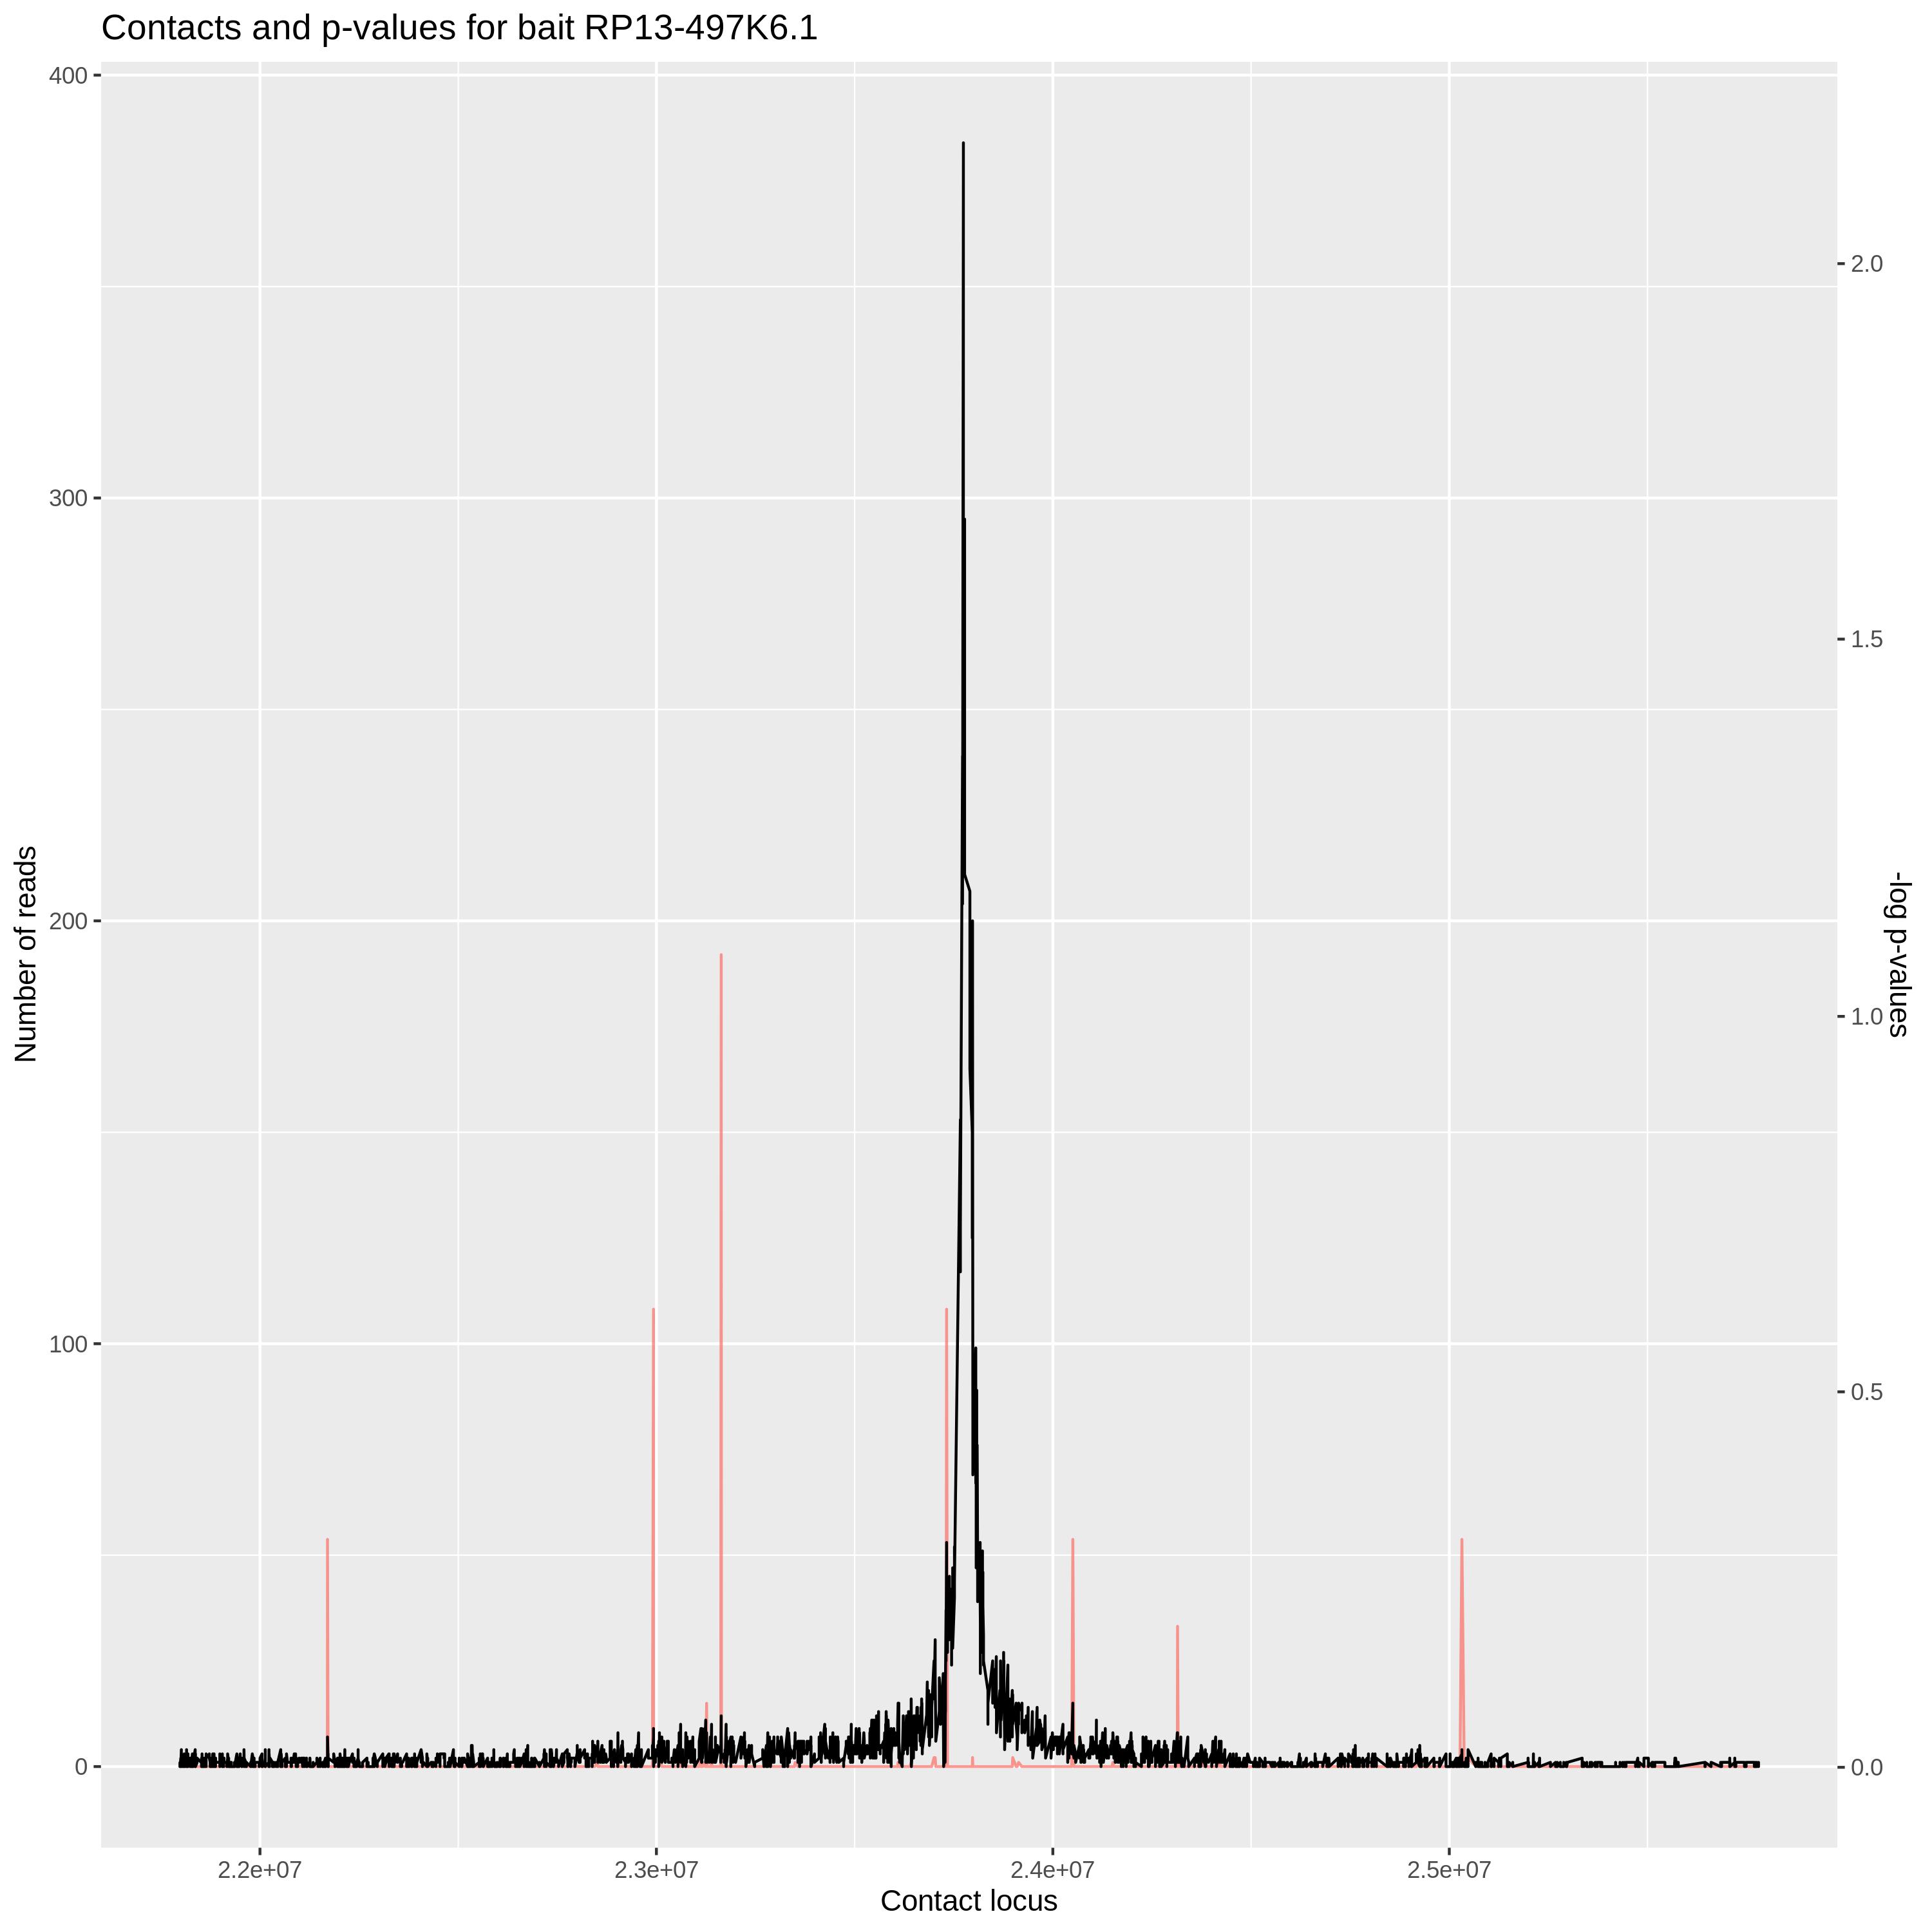 Contacts and p-values for bait RP13-497K6.1
400
300
200
100
0
Number of reads
2.0
1.5
1.0
0.5
0.0
-log p-values
2.2e+07
2.3e+07
2.4e+07
2.5e+07
Contact locus